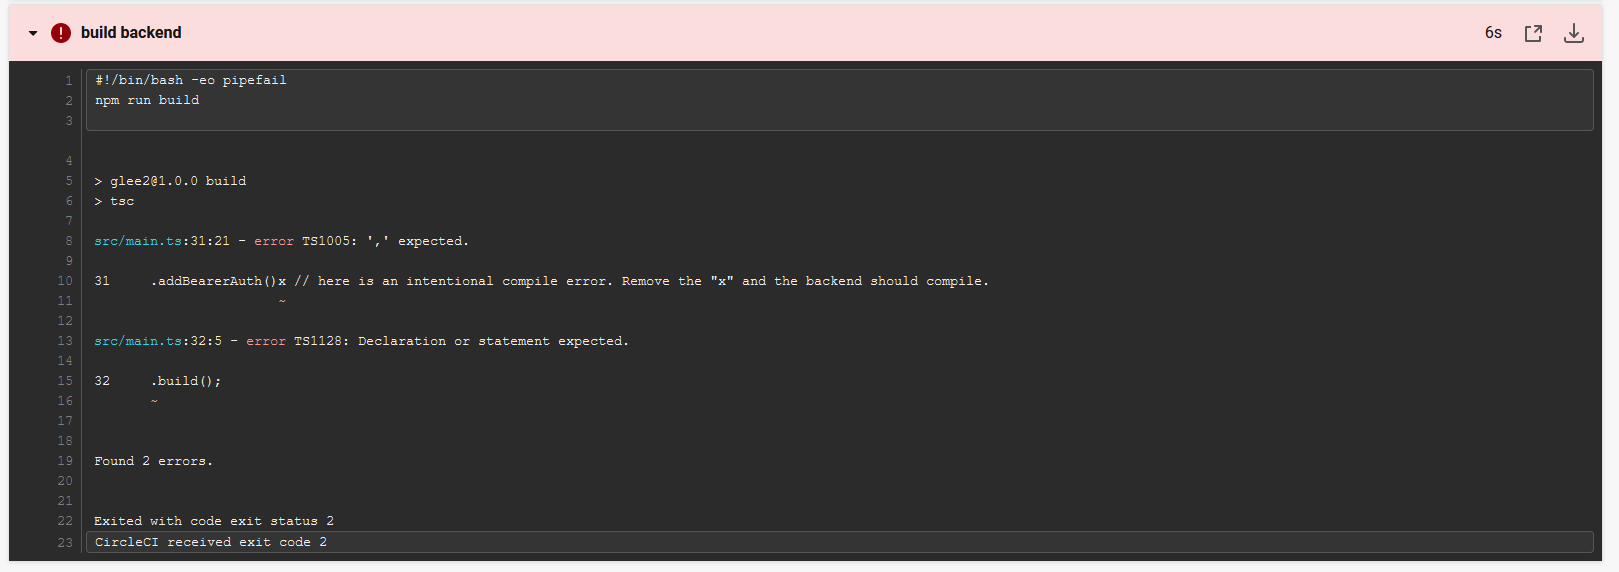 build backend
6s
1 #!/bin/bash -eo pipefail
2 npm run build
3
4
5 > glee2@1.0.0 build
6 > tsc
7
8 src/main.ts:31:21 - error TS1005: ',' expected.
9
10 31     .addBearerAuth()x // here is an intentional compile error. Remove the "x" and the backend should compile.
11                        ~
12
13 src/main.ts:32:5 - error TS1128: Declaration or statement expected.
14
15 32     .build();
16        ~
17
18
19 Found 2 errors.
20
21
22 Exited with code exit status 2
23 CircleCI received exit code 2